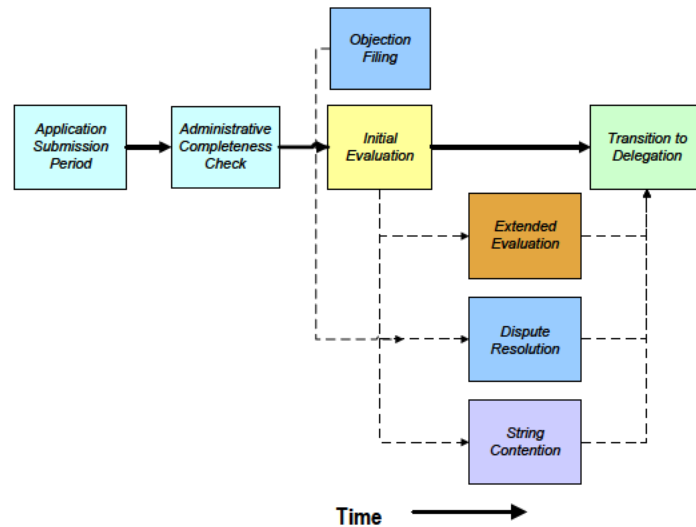 Objection
Filing
Application
Submission
Period
Administrative
Completeness
Check
Initial
Evaluation
Transition to
Delegation
Extended
Evaluation
Dispute
Resolution
String
Contention
Time